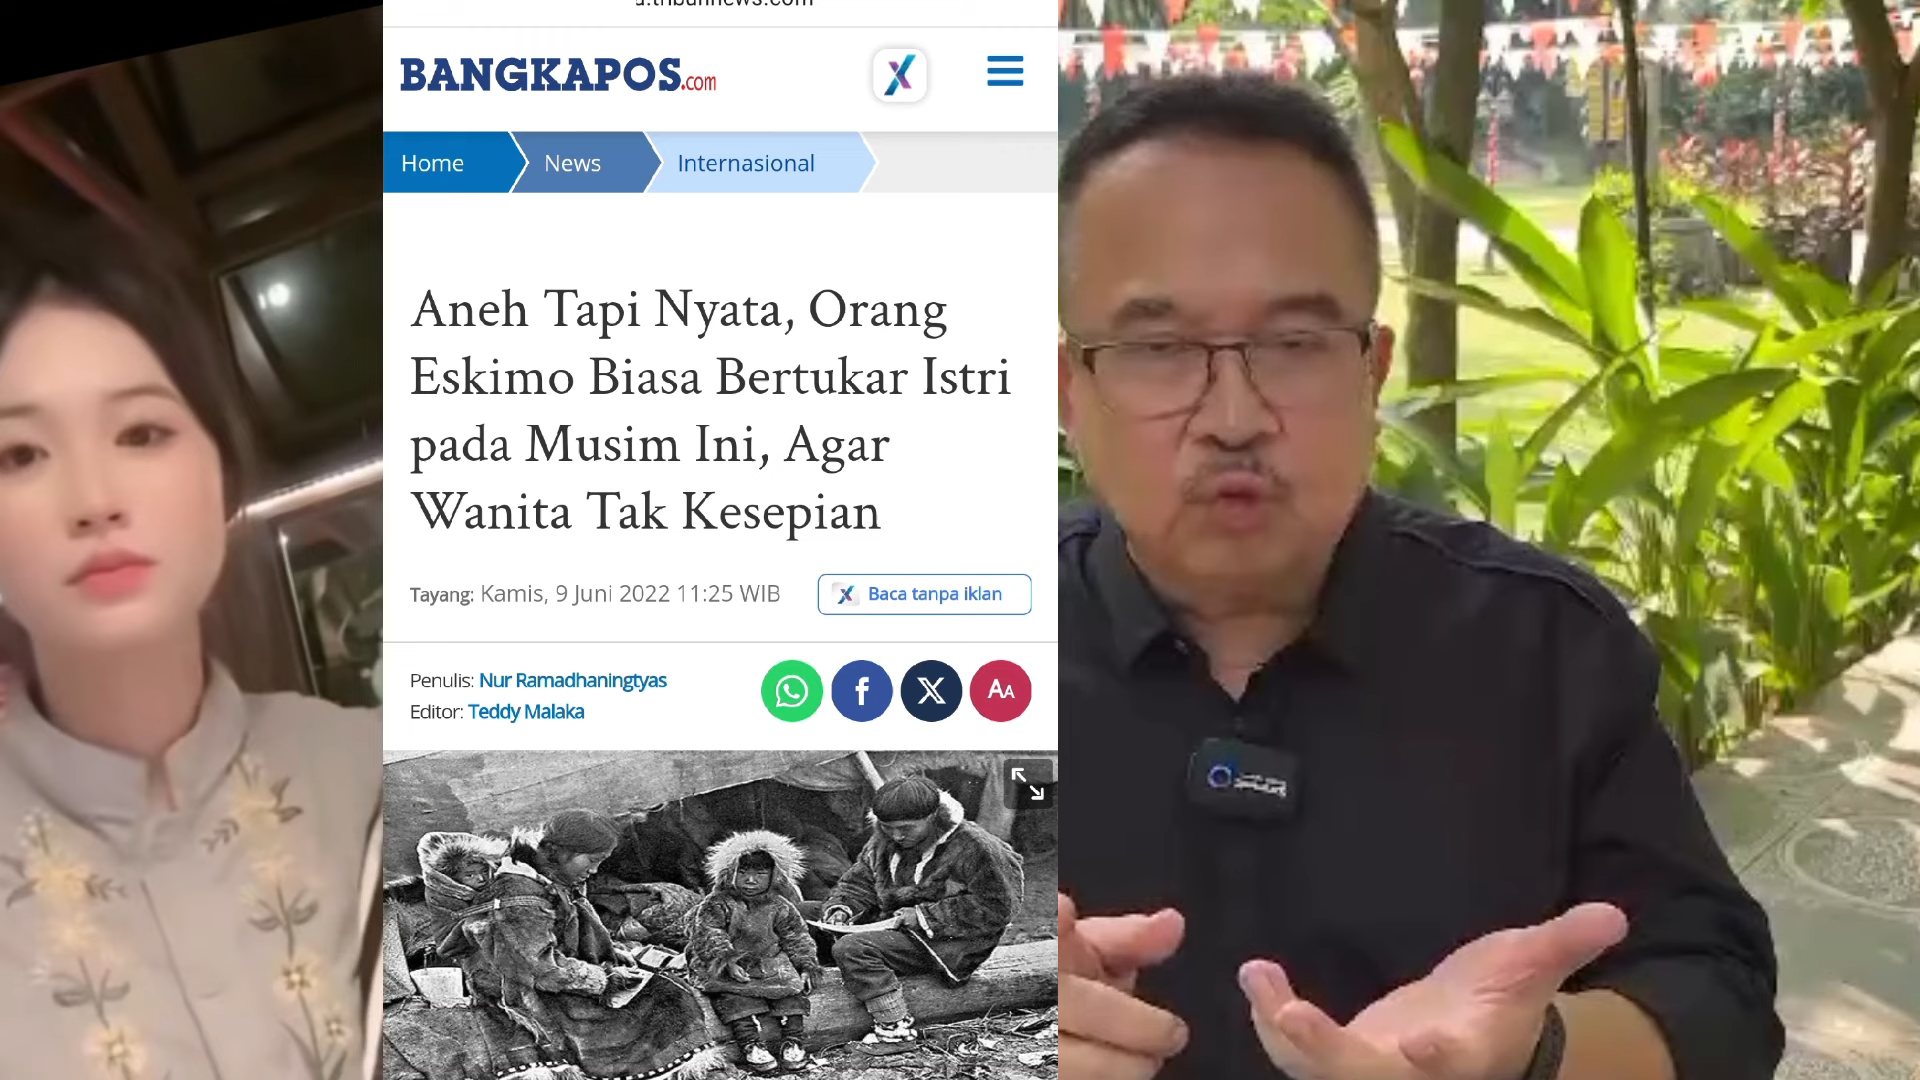 BANGKAPOS.com
Home News Internasional
Aneh Tapi Nyata, Orang
Eskimo Biasa Bertukar Istri
pada Musim Ini, Agar
Wanita Tak Kesepian
Tayang: Kamis, 9 Juni 2022 11:25 WIB
Baca tanpa iklan
Penulis: Nur Ramadhaningtyas
Editor: Teddy Malaka
AA